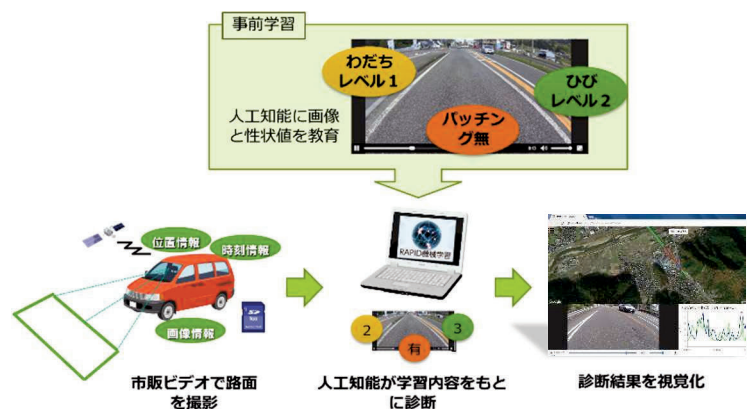 事前学習
わだち
レベル1
ひび
レベル2
パッチン
グ無
人工知能に画像
と性状値を教育
位置情報
時刻情報
画像情報
RAPID機械学習
2
3
有
市販ビデオで路面
を撮影
人工知能が学習内容をもと
に診断
診断結果を視覚化